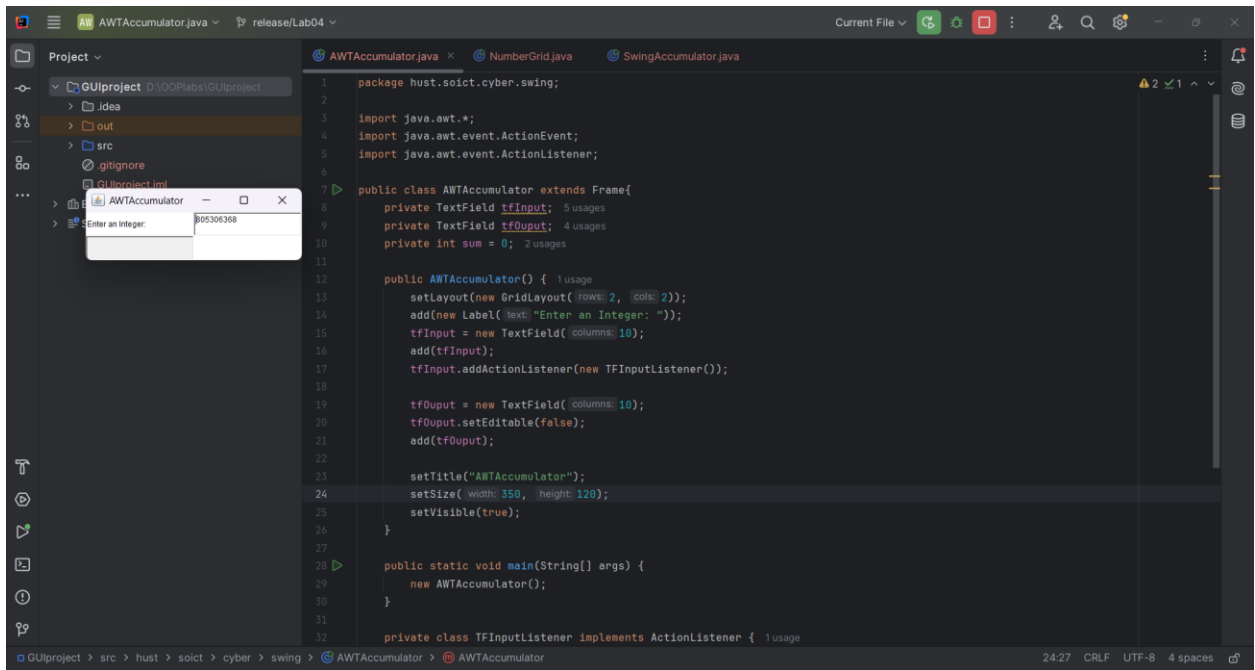 AW AWTAccumulator.java release/Lab04 Current File
Project
AWTAccumulator.java × NumberGrid.java SwingAccumulator.java
GUIproject D:\OOPlabs\GUIproject
.idea
out
src
.gitignore
GUIproject.iml
AWTAccumulator
Enter an Integer:
805306368
2 1
1 package hust.soict.cyber.swing;
2
3 import java.awt.*;
4 import java.awt.event.ActionEvent;
5 import java.awt.event.ActionListener;
6
7 public class AWTAccumulator extends Frame{
8 private TextField tfInput; 5 usages
9 private TextField tfOuput; 4 usages
10 private int sum = 0; 2 usages
11
12 public AWTAccumulator() { 1 usage
13 setLayout(new GridLayout( rows: 2, cols: 2));
14 add(new Label( text: "Enter an Integer: "));
15 tfInput = new TextField( columns: 10);
16 add(tfInput);
17 tfInput.addActionListener(new TFInputListener());
18
19 tfOuput = new TextField( columns: 10);
20 tfOuput.setEditable(false);
21 add(tfOuput);
22
23 setTitle("AWTAccumulator");
24 setSize( width: 350, height: 120);
25 setVisible(true);
26 }
27
28 public static void main(String[] args) {
29 new AWTAccumulator();
30 }
31
32 private class TFInputListener implements ActionListener { 1 usage
GUIproject > src > hust > soict > cyber > swing > AWTAccumulator > AWTAccumulator 24:27 CRLF UTF-8 4 spaces